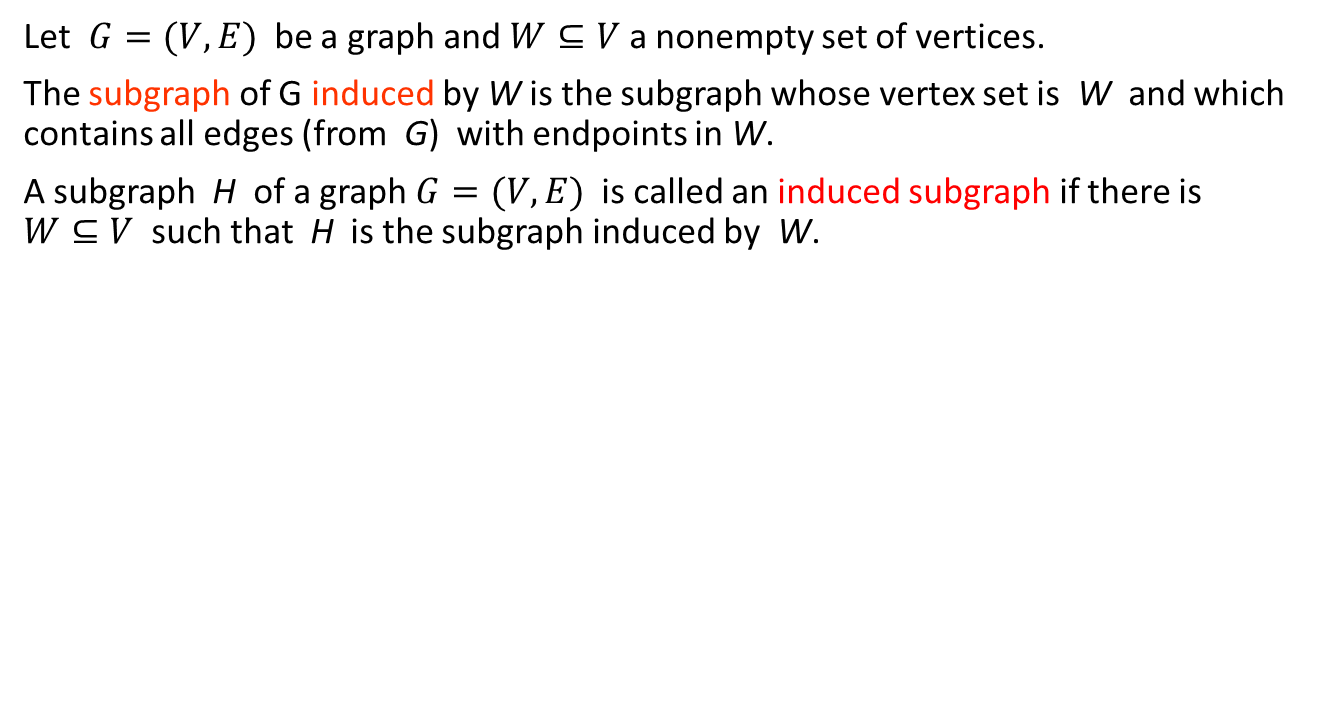 Let G = (V, E) be a graph and W ⊆ V a nonempty set of vertices.
The subgraph of G induced by W is the subgraph whose vertex set is W and which
contains all edges (from G) with endpoints in W.
A subgraph H of a graph G = (V, E) is called an induced subgraph if there is
W ⊆ V such that H is the subgraph induced by W.